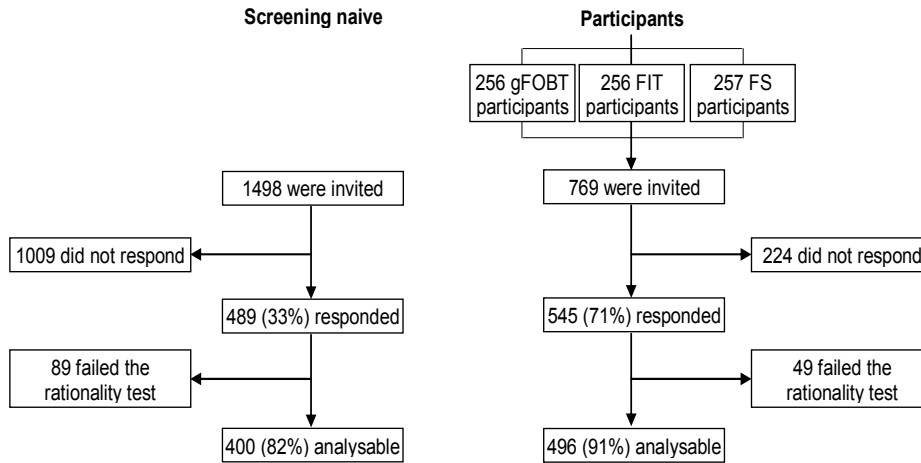 Screening naive
Participants
256 gFOBT
participants
256 FIT
participants
257 FS
participants
1498 were invited
769 were invited
1009 did not respond
224 did not respond
489 (33%) responded
545 (71%) responded
89 failed the
rationality test
49 failed the
rationality test
400 (82%) analysable
496 (91%) analysable